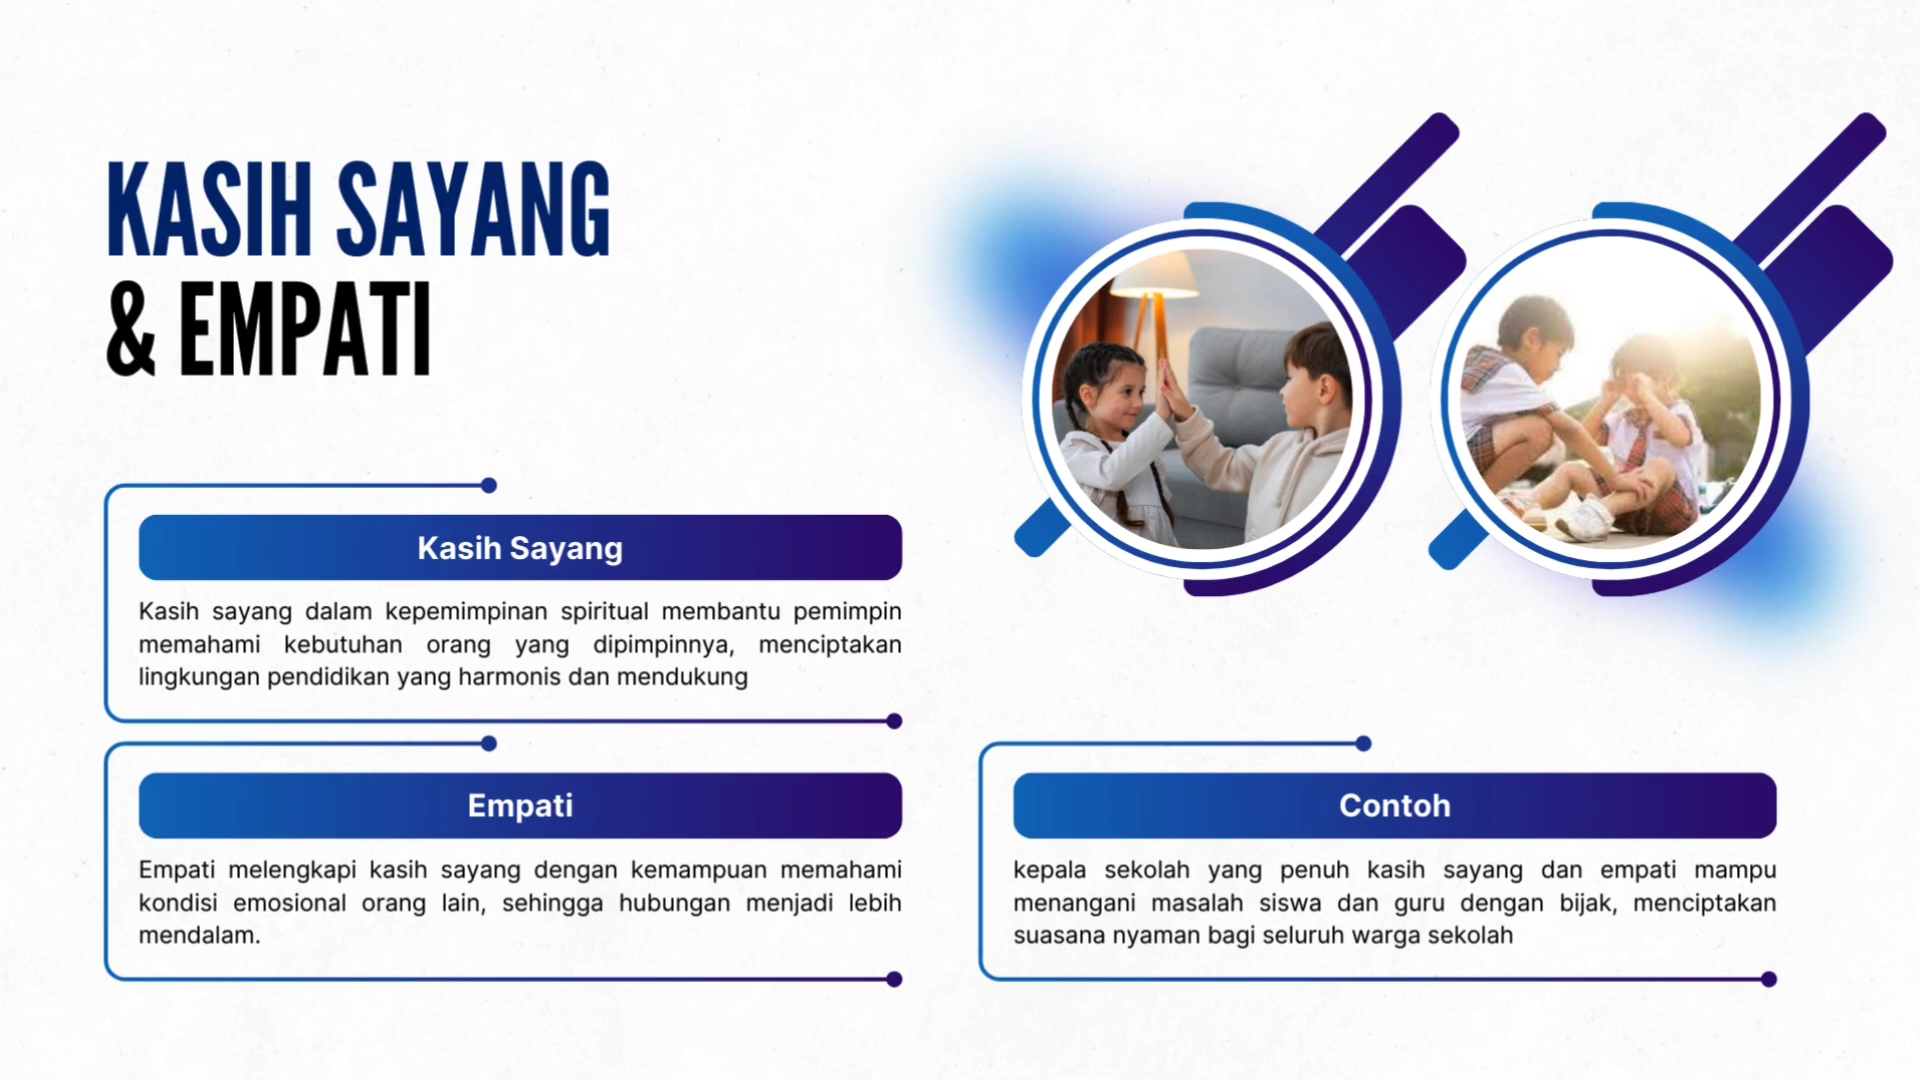 KASIH SAYANG
& EMPATI
Kasih Sayang
Kasih sayang dalam kepemimpinan spiritual membantu pemimpin
memahami kebutuhan orang yang dipimpinnya, menciptakan
lingkungan pendidikan yang harmonis dan mendukung
Empati
Empati melengkapi kasih sayang dengan kemampuan memahami
kondisi emosional orang lain, sehingga hubungan menjadi lebih
mendalam.
Contoh
kepala sekolah yang penuh kasih sayang dan empati mampu
menangani masalah siswa dan guru dengan bijak, menciptakan
suasana nyaman bagi seluruh warga sekolah